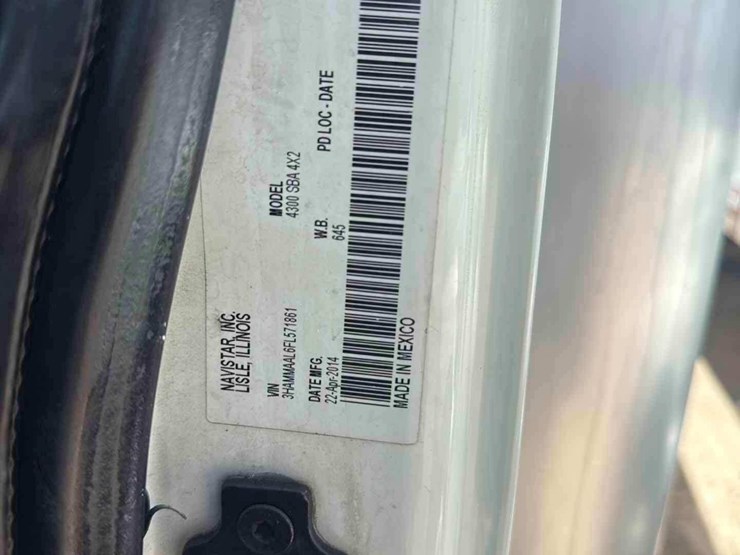 NAVISTAR, INC.
LISLE, ILLINOIS
VIN
3HAMMAAL6FL571861
MODEL
4300 SBA 4X2
DATE MFG.
22-Apr-2014
W.B.
645
PD LOC - DATE
MADE IN MEXICO